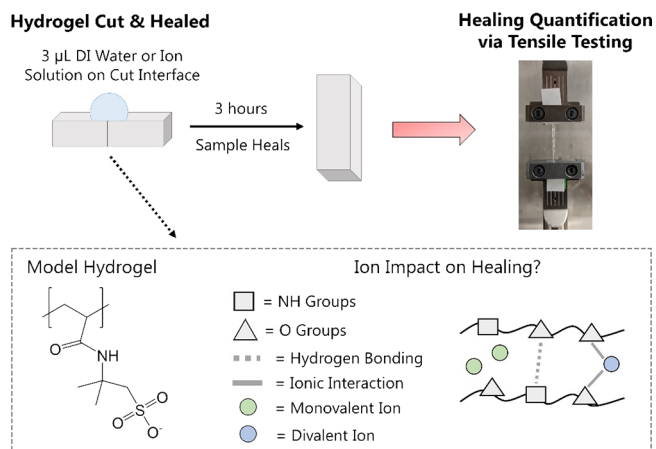 Hydrogel Cut & Healed
3 μL DI Water or Ion
Solution on Cut Interface
3 hours
Sample Heals
Healing Quantification
via Tensile Testing
Model Hydrogel
O
NH
O
S
O
O⁻
Ion Impact on Healing?
= NH Groups
= O Groups
= Hydrogen Bonding
= Ionic Interaction
= Monovalent Ion
= Divalent Ion